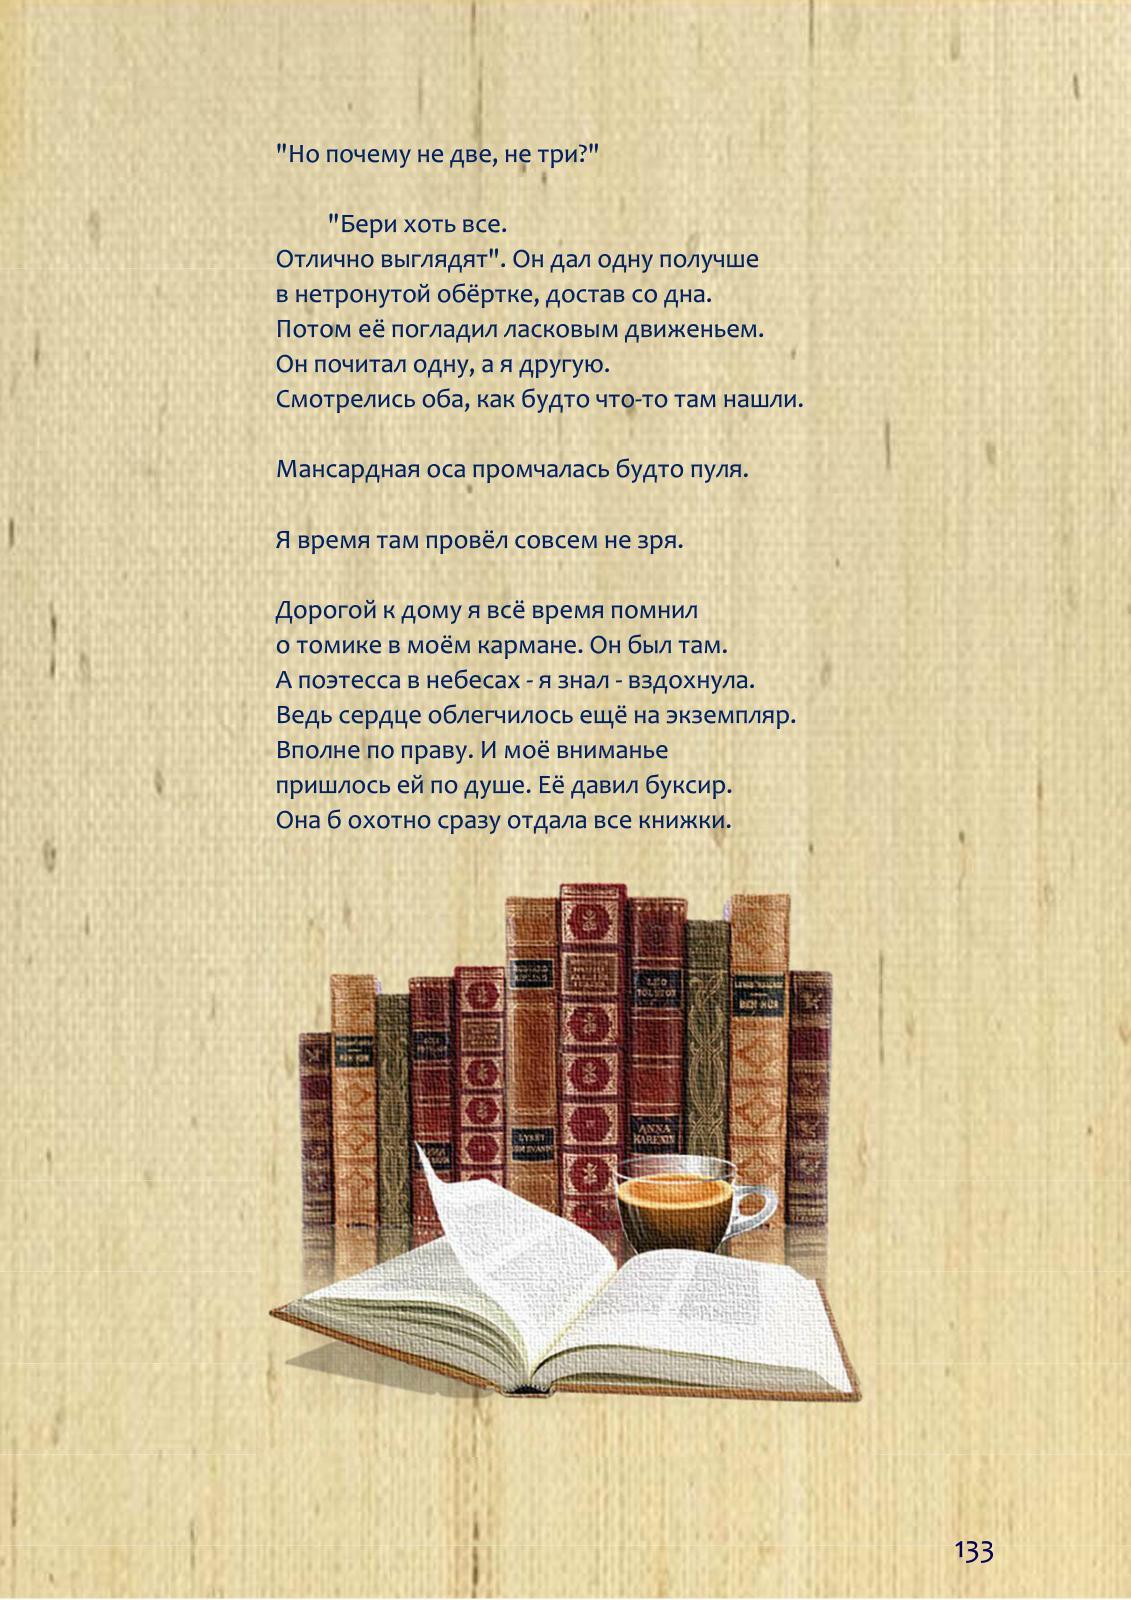 "Но почему не две, не три?"
"Бери хоть все.
Отлично выглядят". Он дал одну получше
в нетронутой обёртке, достав со дна.
Потом её погладил ласковым движеньем.
Он почитал одну, а я другую.
Смотрелись оба, как будто что-то там нашли.
Мансардная оса промчалась будто пуля.
Я время там провёл совсем не зря.
Дорогой к дому я всё время помнил
о томике в моём кармане. Он был там.
А поэтесса в небесах - я знал - вздохнула.
Ведь сердце облегчилось ещё на экземпляр.
Вполне по праву. И моё вниманье
пришлось ей по душе. Её давил буксир.
Она б охотно сразу отдала все книжки.
LEO
TOLSTOY
BEN HUR
ANNA
KARENIN
133